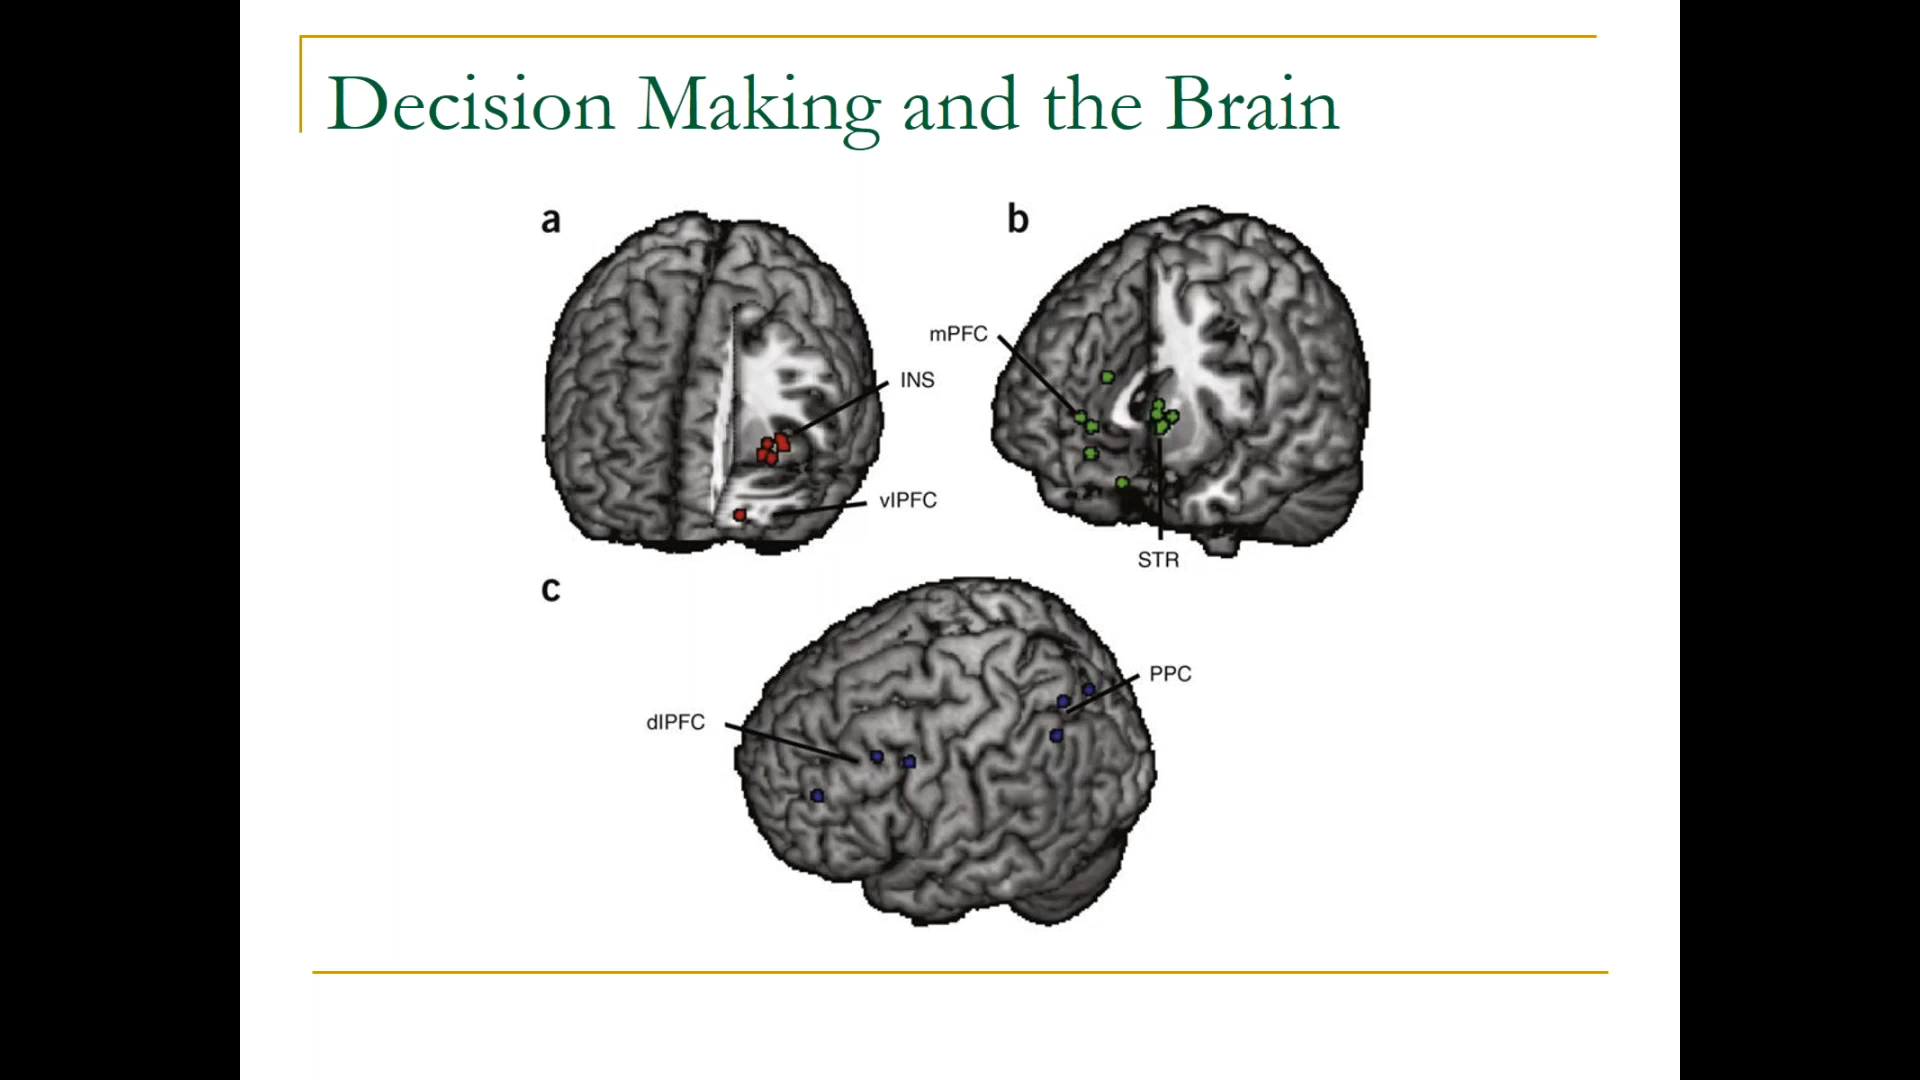 Decision Making and the Brain
a
b
mPFC
INS
vlPFC
STR
c
PPC
dlPFC